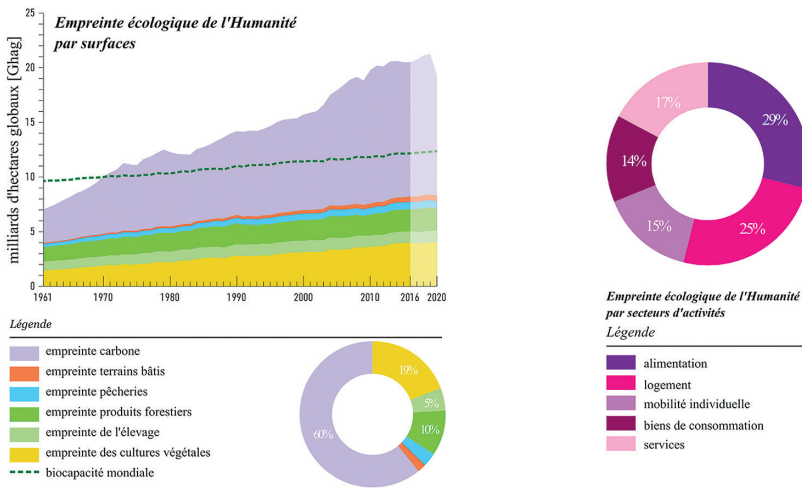 Empreinte écologique de l'Humanité
par surfaces
milliards d'hectares globaux [Ghag]
25
20
15
10
5
0
1961
1970
1980
1990
2000
2010
2016
2020
Légende
empreinte carbone
empreinte terrains bâtis
empreinte pêcheries
empreinte produits forestiers
empreinte de l'élevage
empreinte des cultures végétales
biocapacité mondiale
19%
5%
10%
60%
17%
29%
14%
15%
25%
Empreinte écologique de l'Humanité
par secteurs d'activités
Légende
alimentation
logement
mobilité individuelle
biens de consommation
services